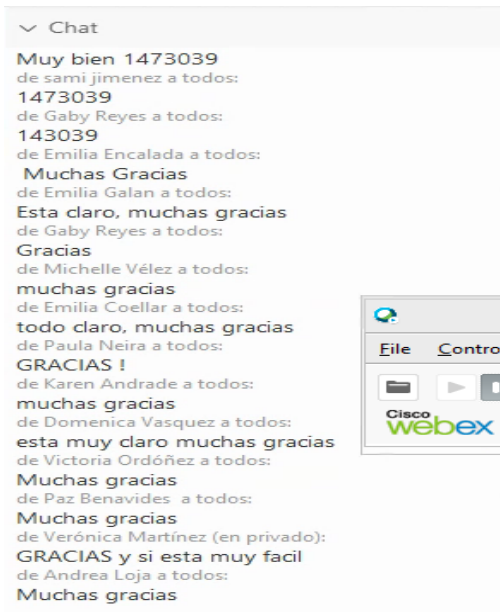 Chat
Muy bien 1473039
de sami jimenez a todos:
1473039
de Gaby Reyes a todos:
143039
de Emilia Encalada a todos:
Muchas Gracias
de Emilia Galan a todos:
Esta claro, muchas gracias
de Gaby Reyes a todos:
Gracias
de Michelle Vélez a todos:
muchas gracias
de Emilia Coellar a todos:
todo claro, muchas gracias
de Paula Neira a todos:
GRACIAS !
de Karen Andrade a todos:
muchas gracias
de Domenica Vasquez a todos:
esta muy claro muchas gracias
de Victoria Ordóñez a todos:
Muchas gracias
de Paz Benavides a todos:
Muchas gracias
de Verónica Martínez (en privado):
GRACIAS y si esta muy facil
de Andrea Loja a todos:
Muchas gracias
File Contro
Cisco
webex